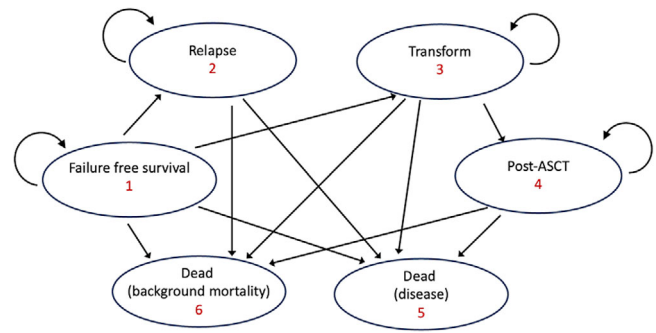 Relapse
2
Transform
3
Failure free survival
1
Post-ASCT
4
Dead
(background mortality)
6
Dead
(disease)
5